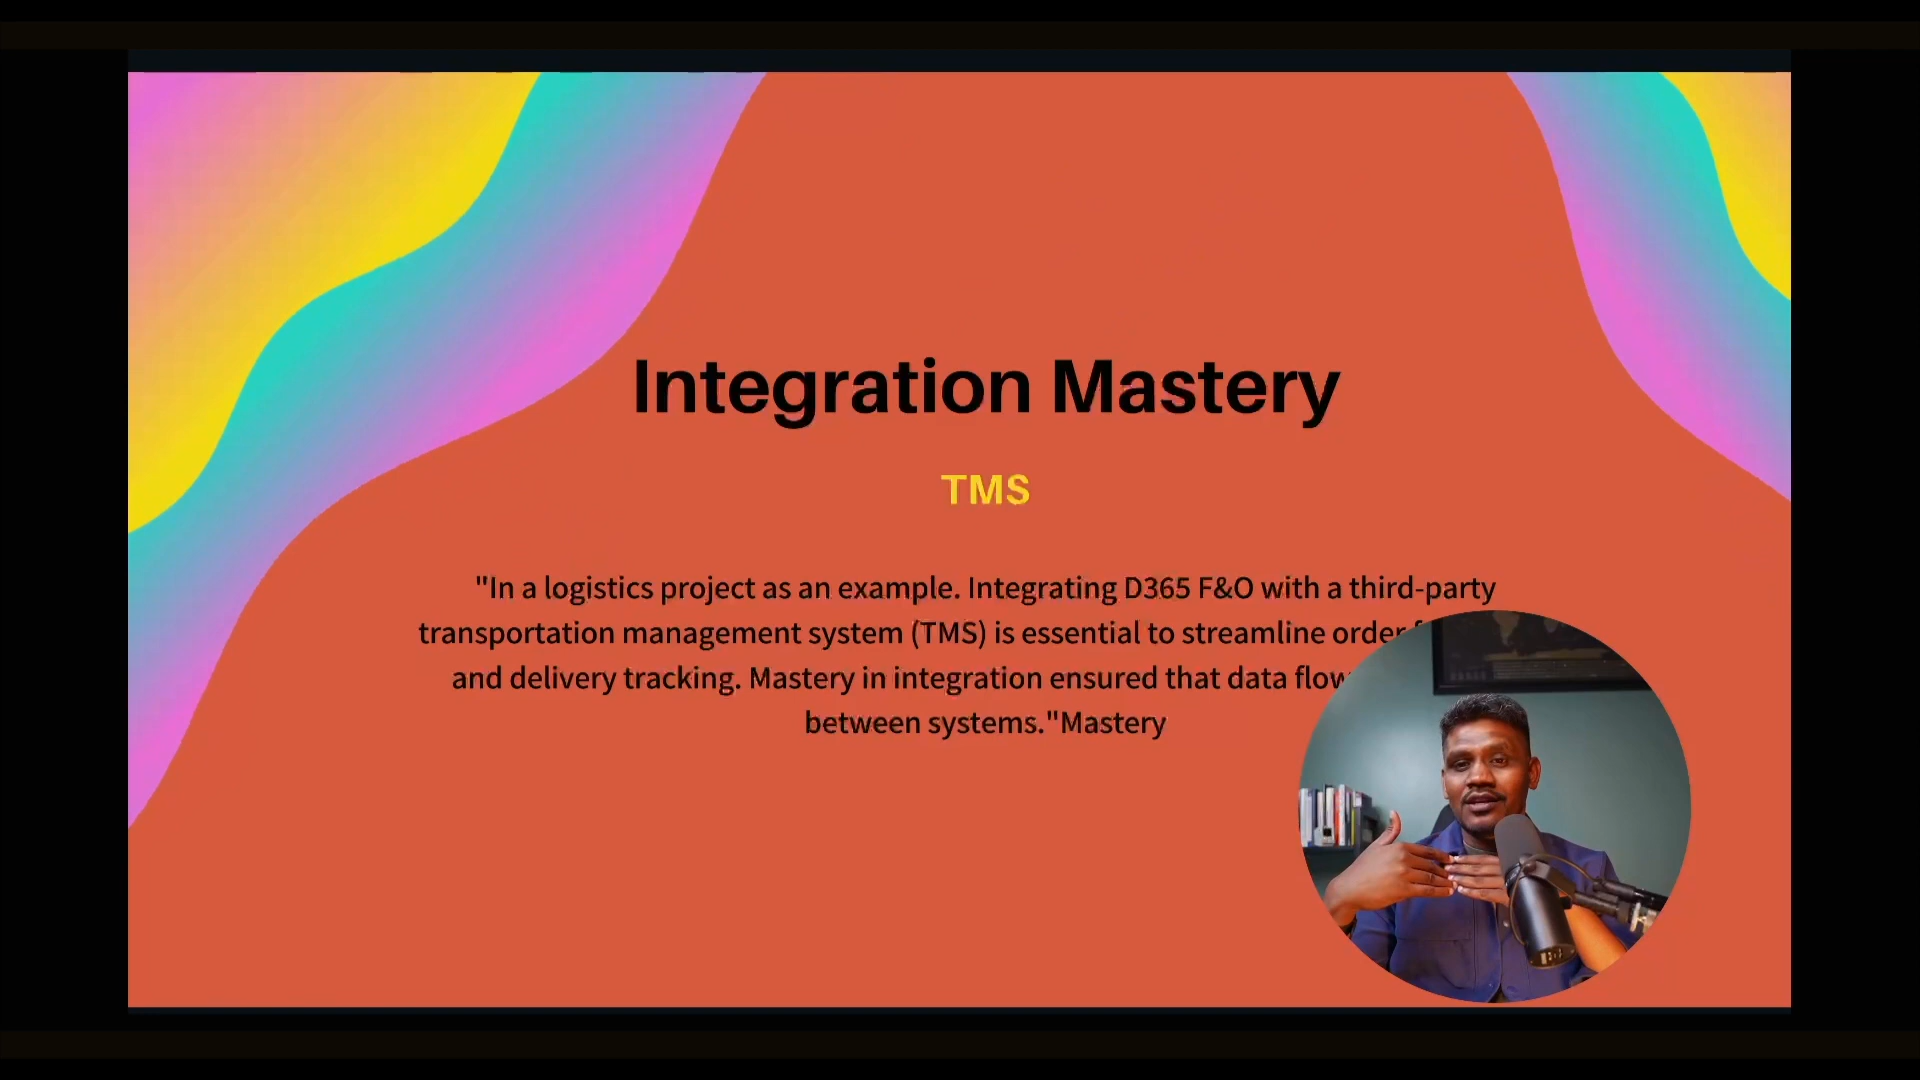 Integration Mastery
TMS
"In a logistics project as an example. Integrating D365 F&O with a third-party
transportation management system (TMS) is essential to streamline order
and delivery tracking. Mastery in integration ensured that data
between systems."Mastery